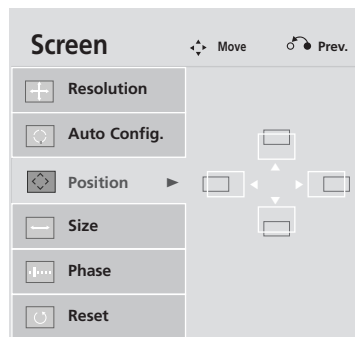 Screen Move Prev.
Resolution
Auto Config.
Position
Size
Phase
Reset